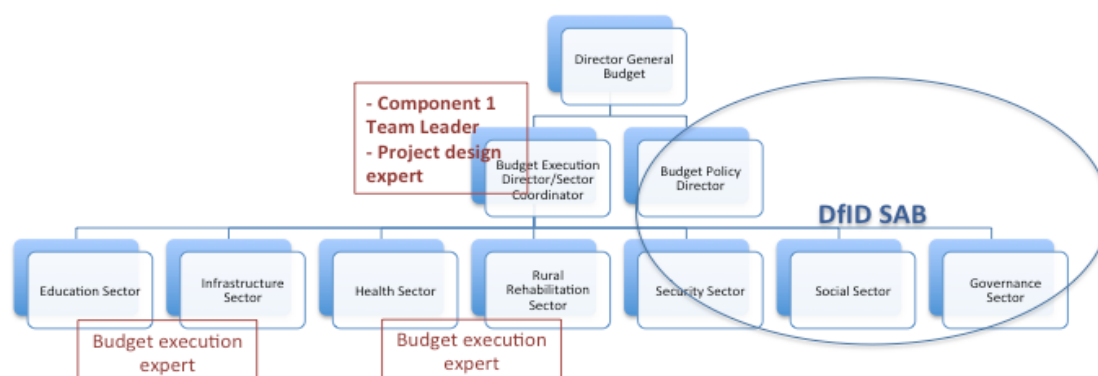 Director General
Budget
- Component 1
Team Leader
- Project design
expert
Budget Execution
Director/Sector
Coordinator
Budget Policy
Director
DfID SAB
Education Sector
Infrastructure
Sector
Health Sector
Rural
Rehabilitation
Sector
Security Sector
Social Sector
Governance
Sector
Budget execution
expert
Budget execution
expert